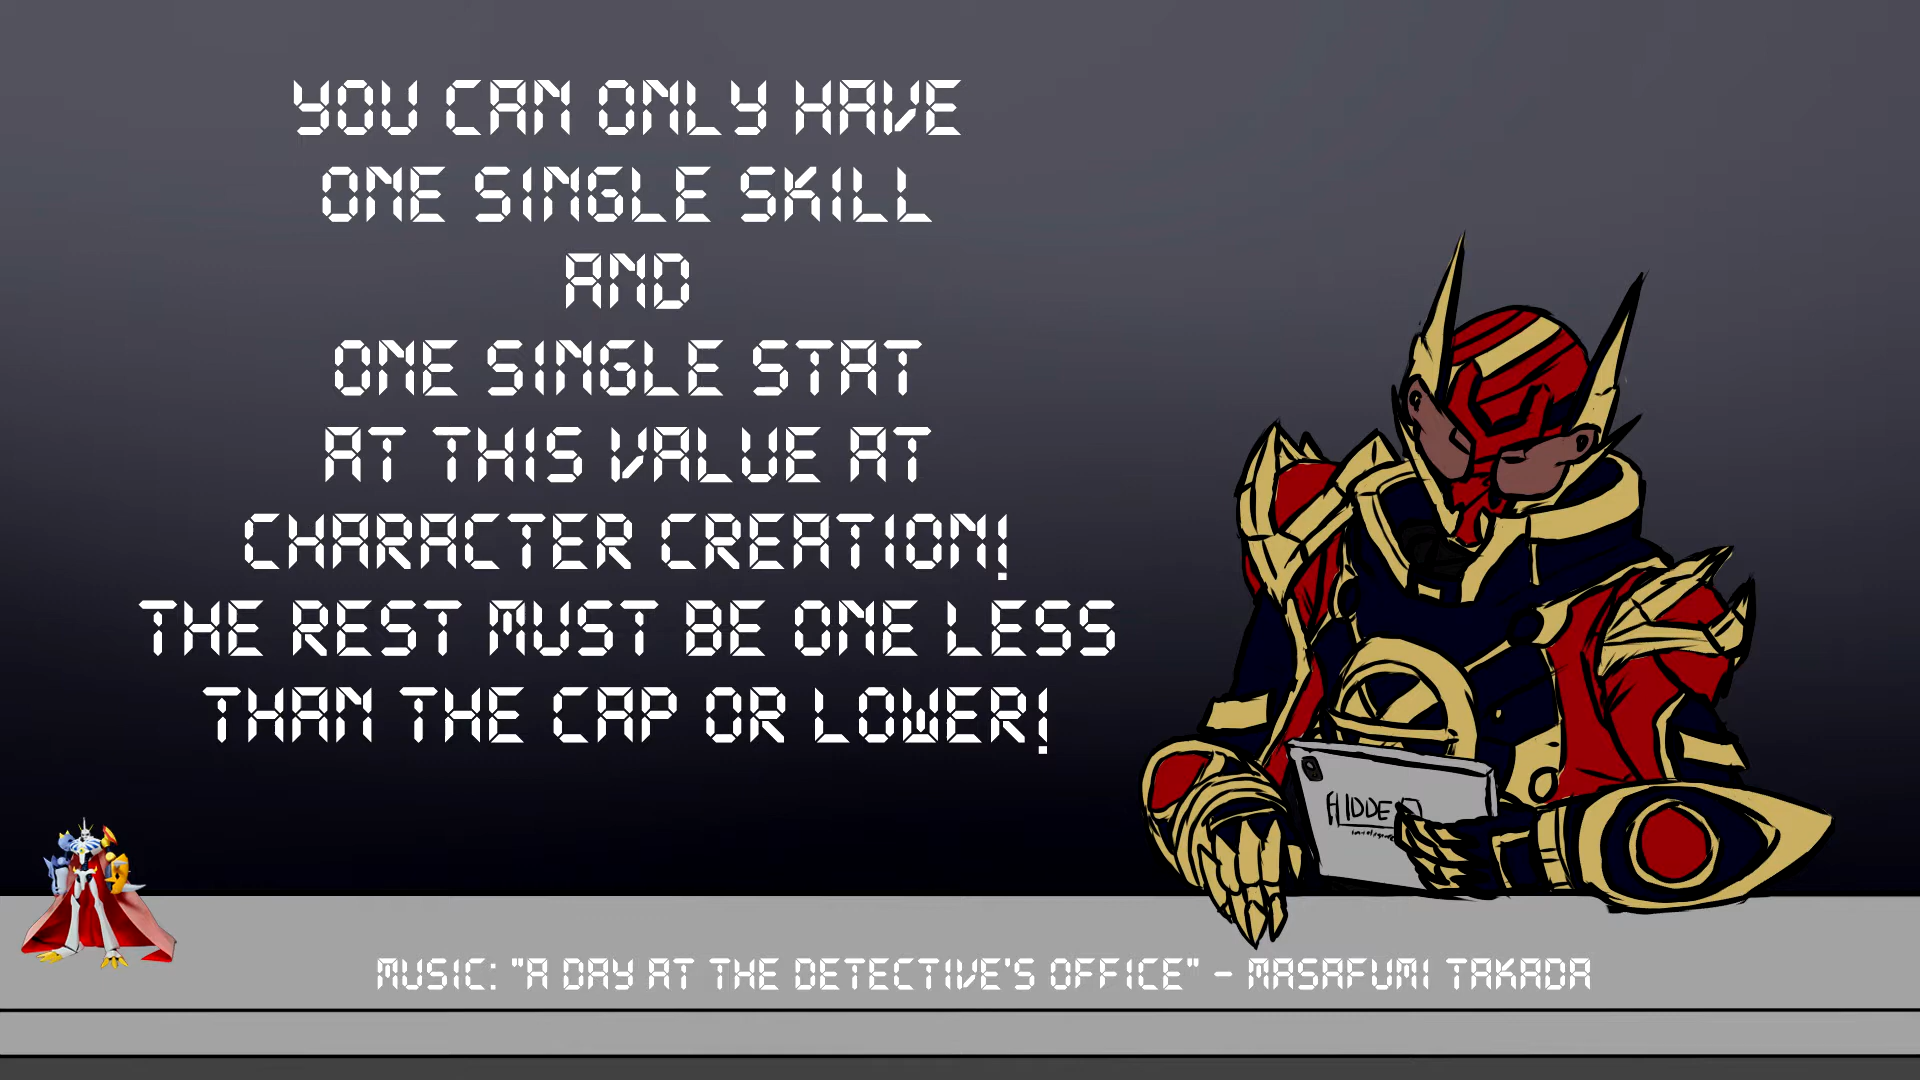 YOU CAN ONLY HAVE
ONE SINGLE SKILL
AND
ONE SINGLE STAT
AT THIS VALUE AT
CHARACTER CREATION!
THE REST MUST BE ONE LESS
THAN THE CAP OR LOWER!
HIDDE
MUSIC: "A DAY AT THE DETECTIVE'S OFFICE" - MASAFUMI TAKADA